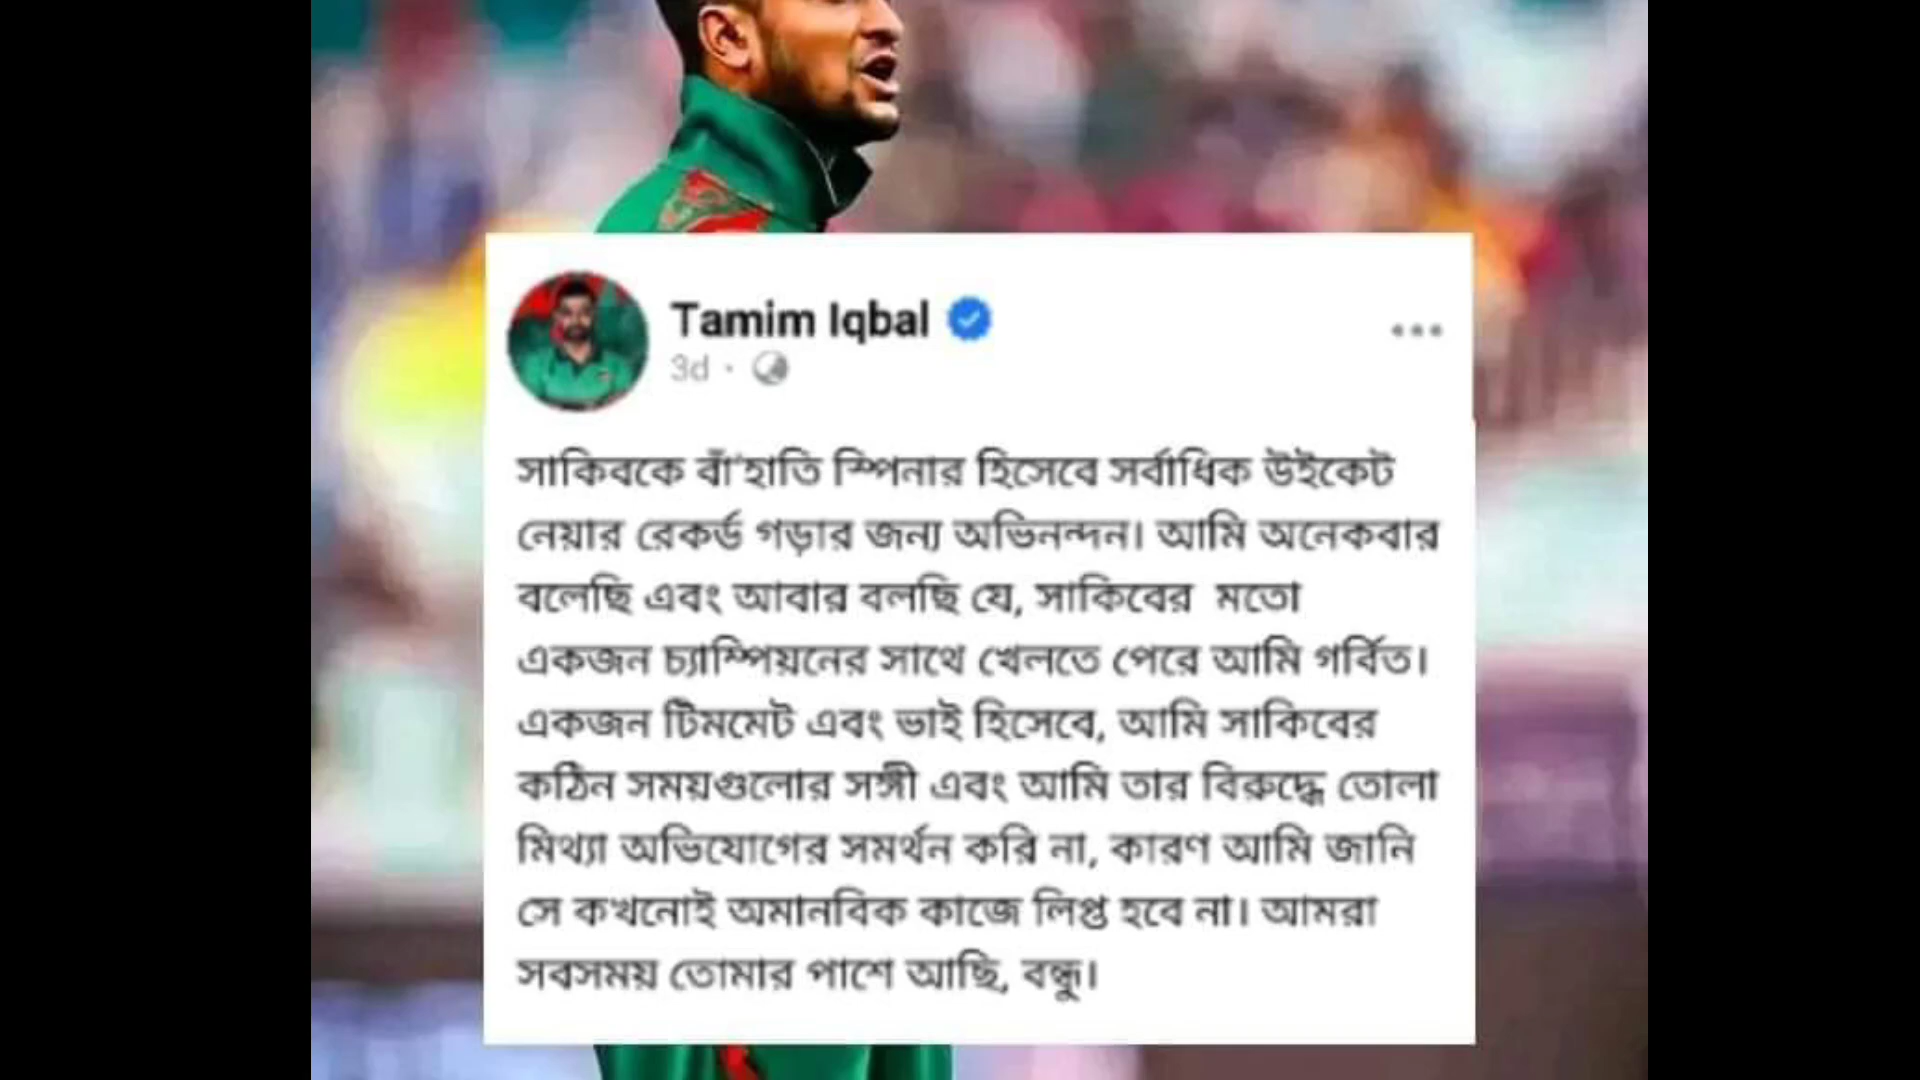 Tamim Iqbal
3d ·
সাকিবকে বাঁ'হাতি স্পিনার হিসেবে সর্বাধিক উইকেট
নেয়ার রেকর্ড গড়ার জন্য অভিনন্দন। আমি অনেকবার
বলেছি এবং আবার বলছি যে, সাকিবের মতো
একজন চ্যাম্পিয়নের সাথে খেলতে পেরে আমি গর্বিত।
একজন টিমমেট এবং ভাই হিসেবে, আমি সাকিবের
কঠিন সময়গুলোর সঙ্গী এবং আমি তার বিরুদ্ধে তোলা
মিথ্যা অভিযোগের সমর্থন করি না, কারণ আমি জানি
সে কখনোই অমানবিক কাজে লিপ্ত হবে না। আমরা
সবসময় তোমার পাশে আছি, বন্ধু।